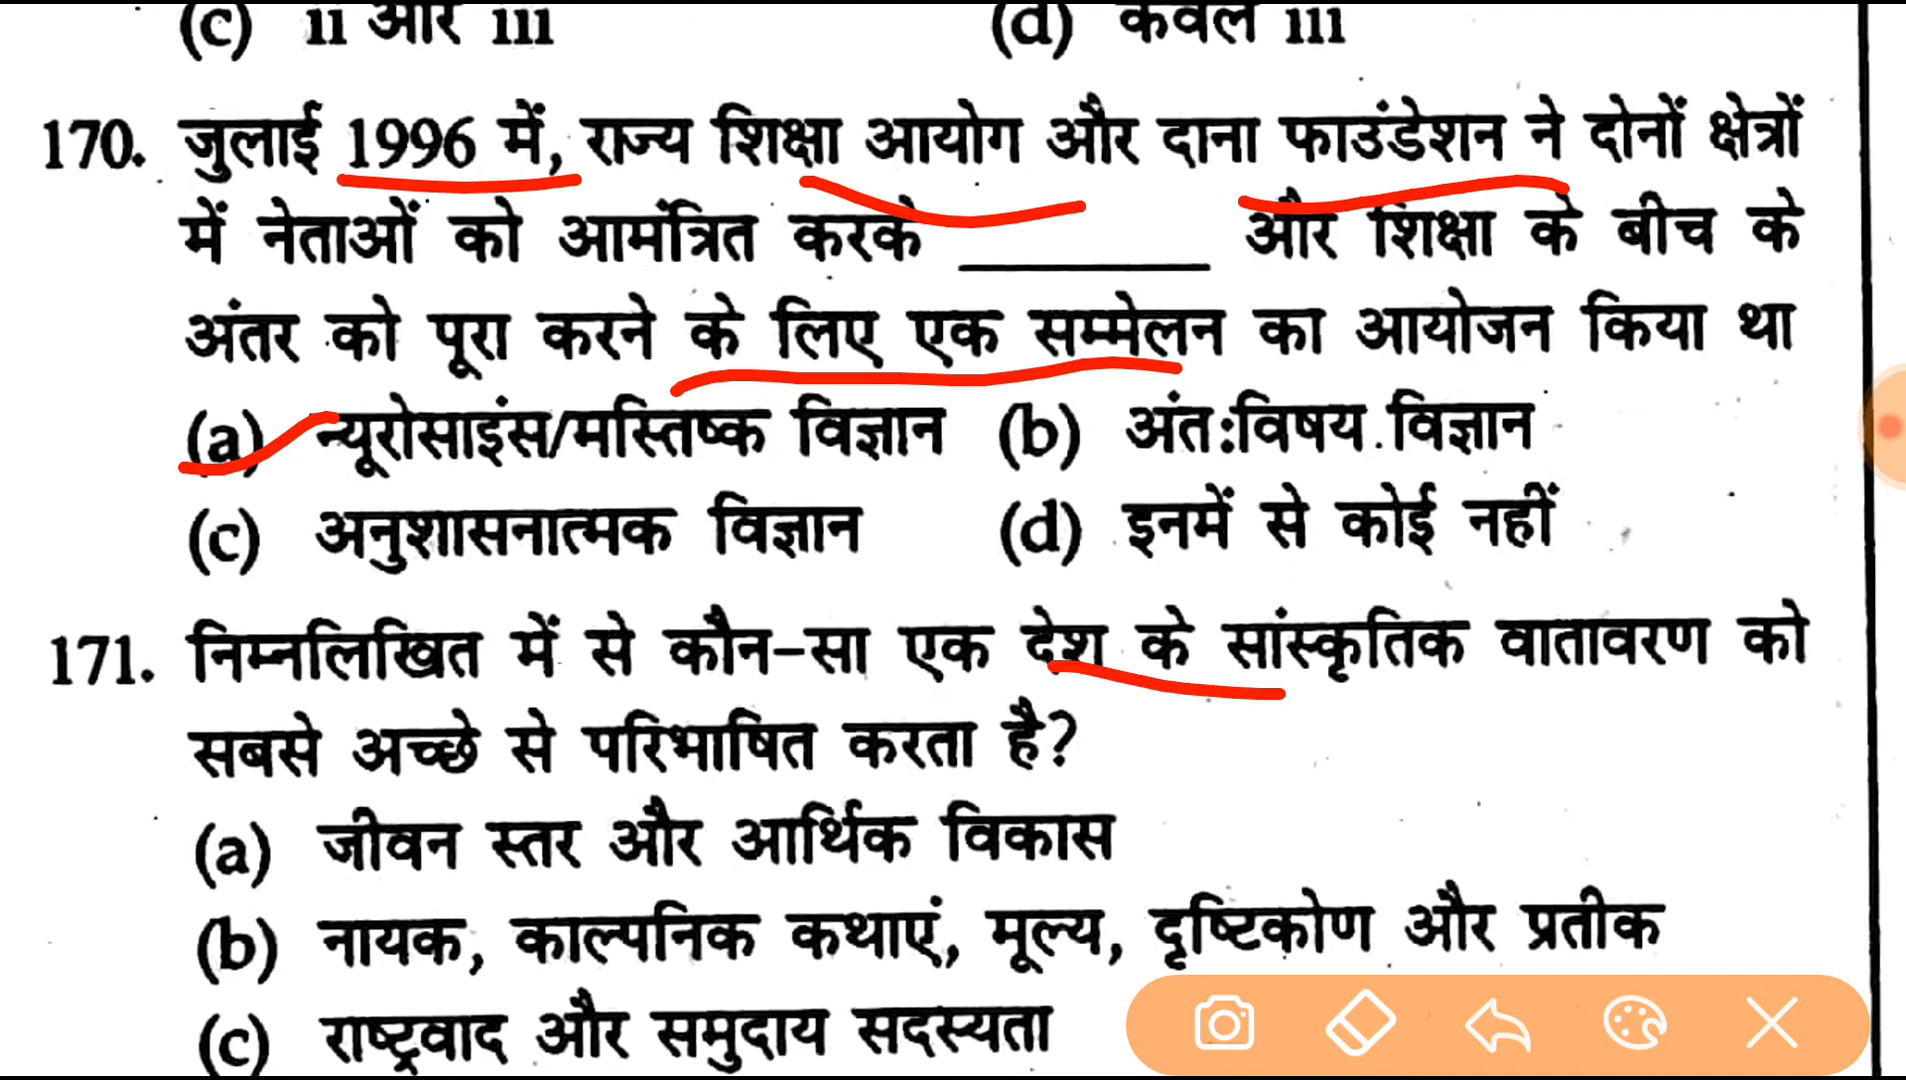 (c) ii और iii (d) केवल iii
170. जुलाई 1996 में, राज्य शिक्षा आयोग और दाना फाउंडेशन ने दोनों क्षेत्रों
में नेताओं को आमंत्रित करके ________ और शिक्षा के बीच के
अंतर को पूरा करने के लिए एक सम्मेलन का आयोजन किया था
(a) न्यूरोसाइंस/मस्तिष्क विज्ञान (b) अंत:विषय विज्ञान
(c) अनुशासनात्मक विज्ञान (d) इनमें से कोई नहीं
171. निम्नलिखित में से कौन-सा एक देश के सांस्कृतिक वातावरण को
सबसे अच्छे से परिभाषित करता है?
(a) जीवन स्तर और आर्थिक विकास
(b) नायक, काल्पनिक कथाएं, मूल्य, दृष्टिकोण और प्रतीक
(c) राष्ट्रवाद और समुदाय सदस्यता